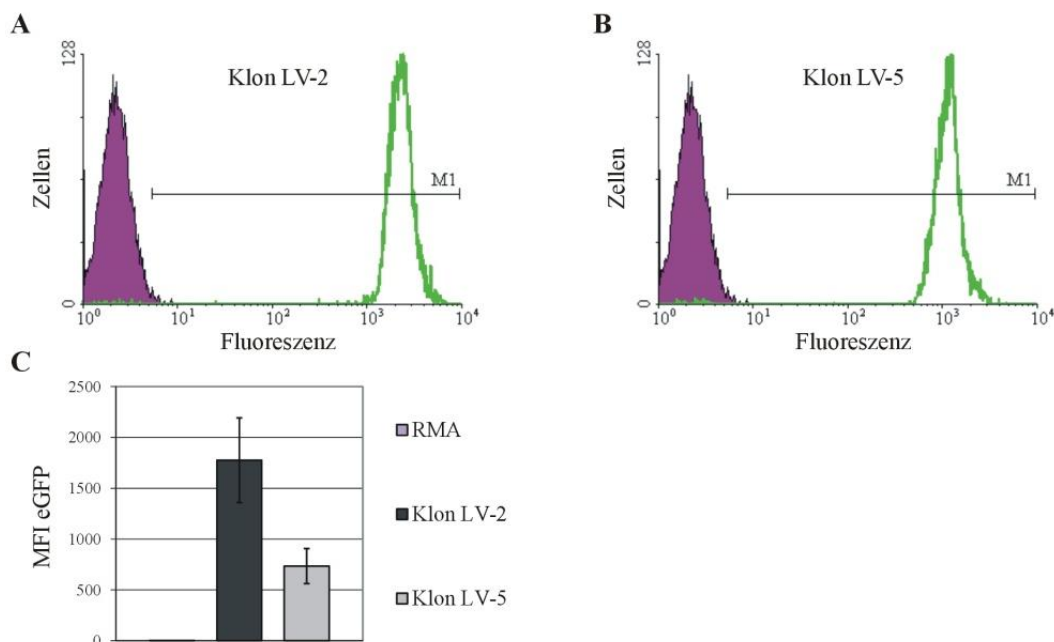 A
128
Klon LV-2
Zellen
M1
0
10⁰ 10¹ 10² 10³ 10⁴
Fluoreszenz
B
128
Klon LV-5
Zellen
M1
0
10⁰ 10¹ 10² 10³ 10⁴
Fluoreszenz
C
MFI eGFP
2500
2000
1500
1000
500
0
RMA
Klon LV-2
Klon LV-5